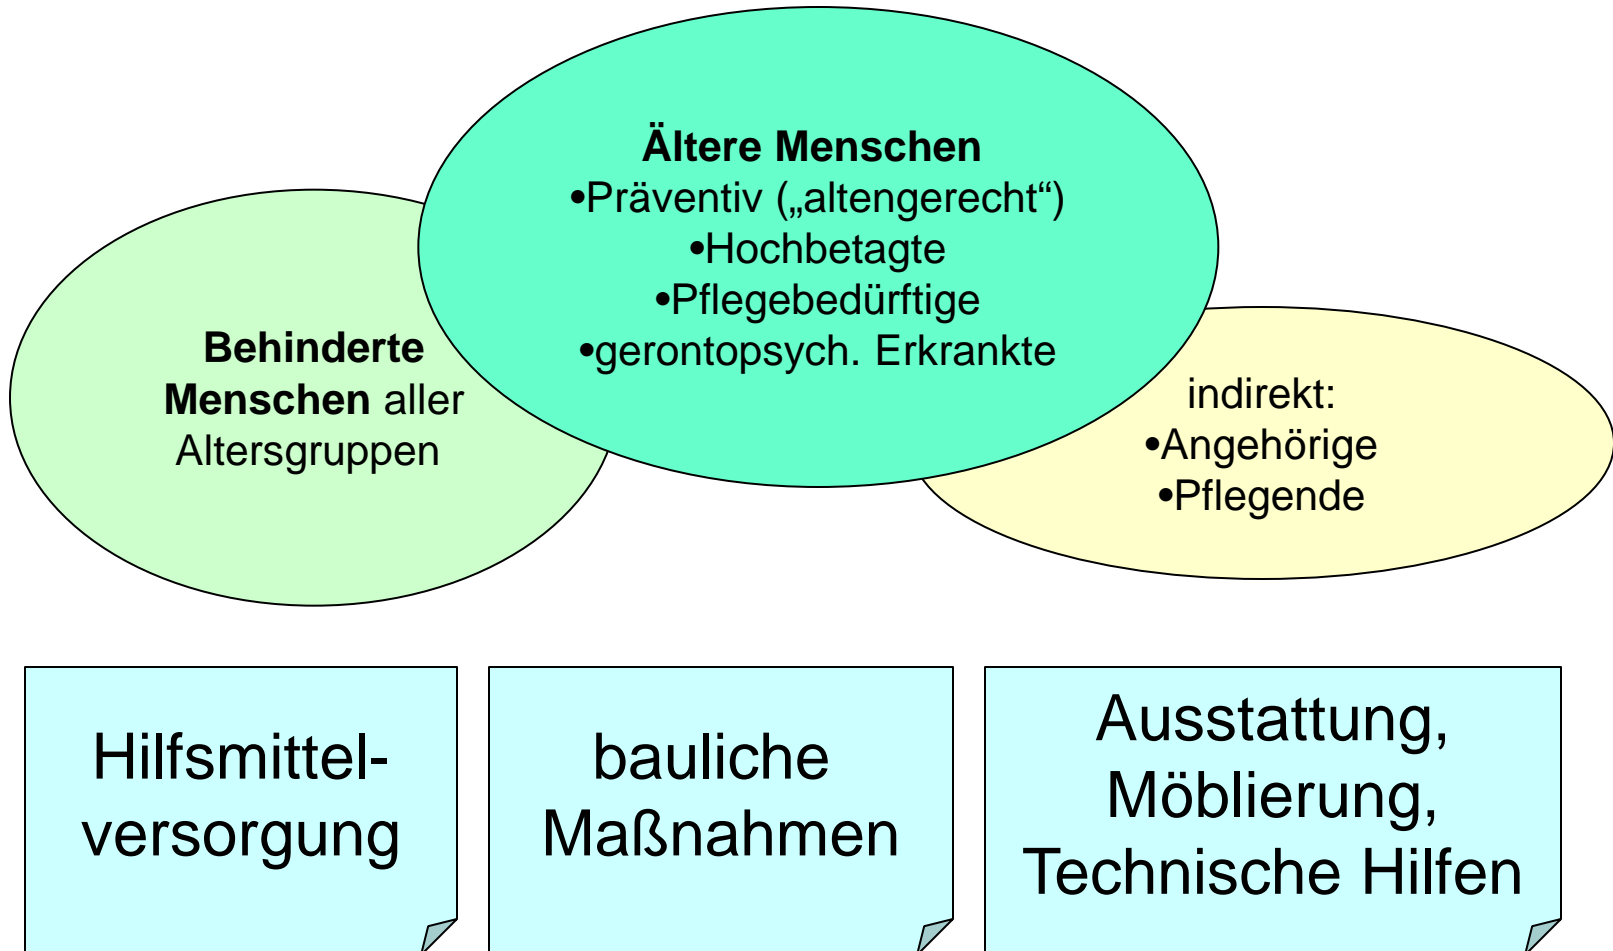 Ältere Menschen
•Präventiv („altengerecht“)
•Hochbetagte
•Pflegebedürftige
•gerontopsych. Erkrankte
Behinderte
Menschen aller
Altersgruppen
indirekt:
•Angehörige
•Pflegende
Hilfsmittel-
versorgung
bauliche
Maßnahmen
Ausstattung,
Möblierung,
Technische Hilfen